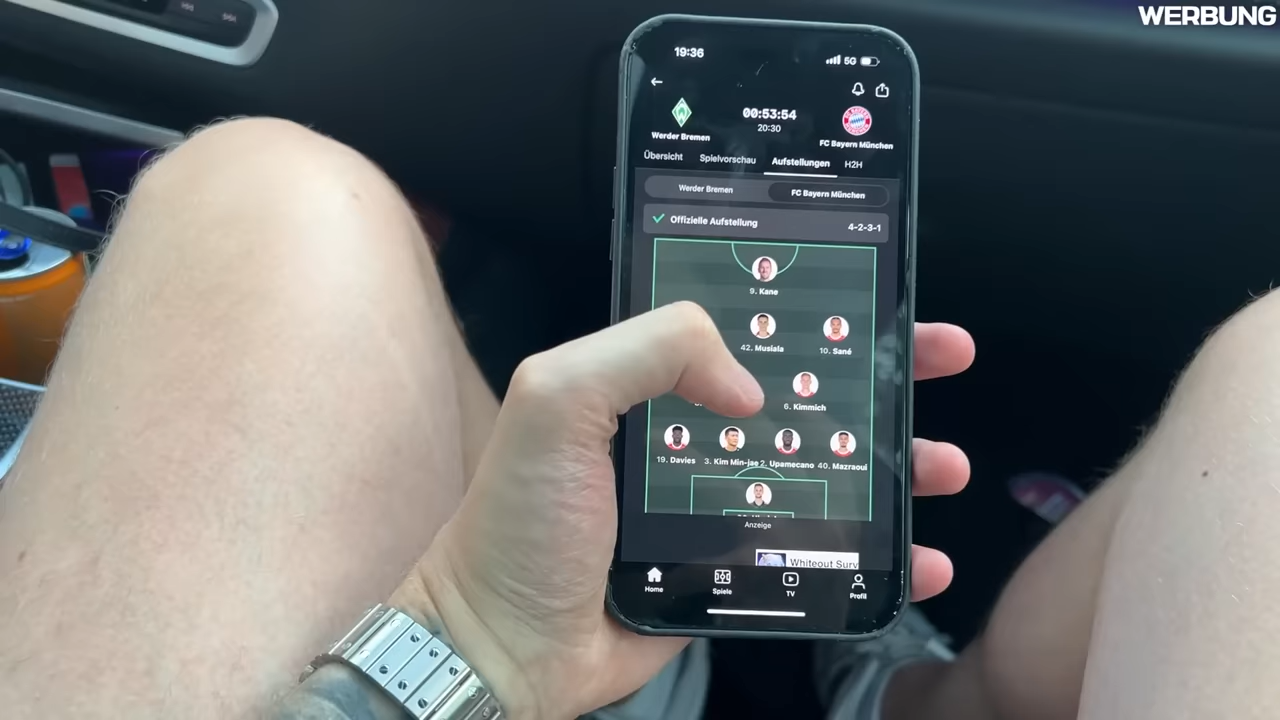 WERBUNG
19:36
5G
00:53:54
20:30
Werder Bremen
FC Bayern München
Übersicht Spielvorschau Aufstellungen H2H
Werder Bremen FC Bayern München
Offizielle Aufstellung 4-2-3-1
9. Kane
42. Musiala 10. Sané
6. Kimmich
19. Davies 3. Kim Min-jae 2. Upamecano 40. Mazraoui
Anzeige
Whiteout Surv
Home Spiele TV Profil